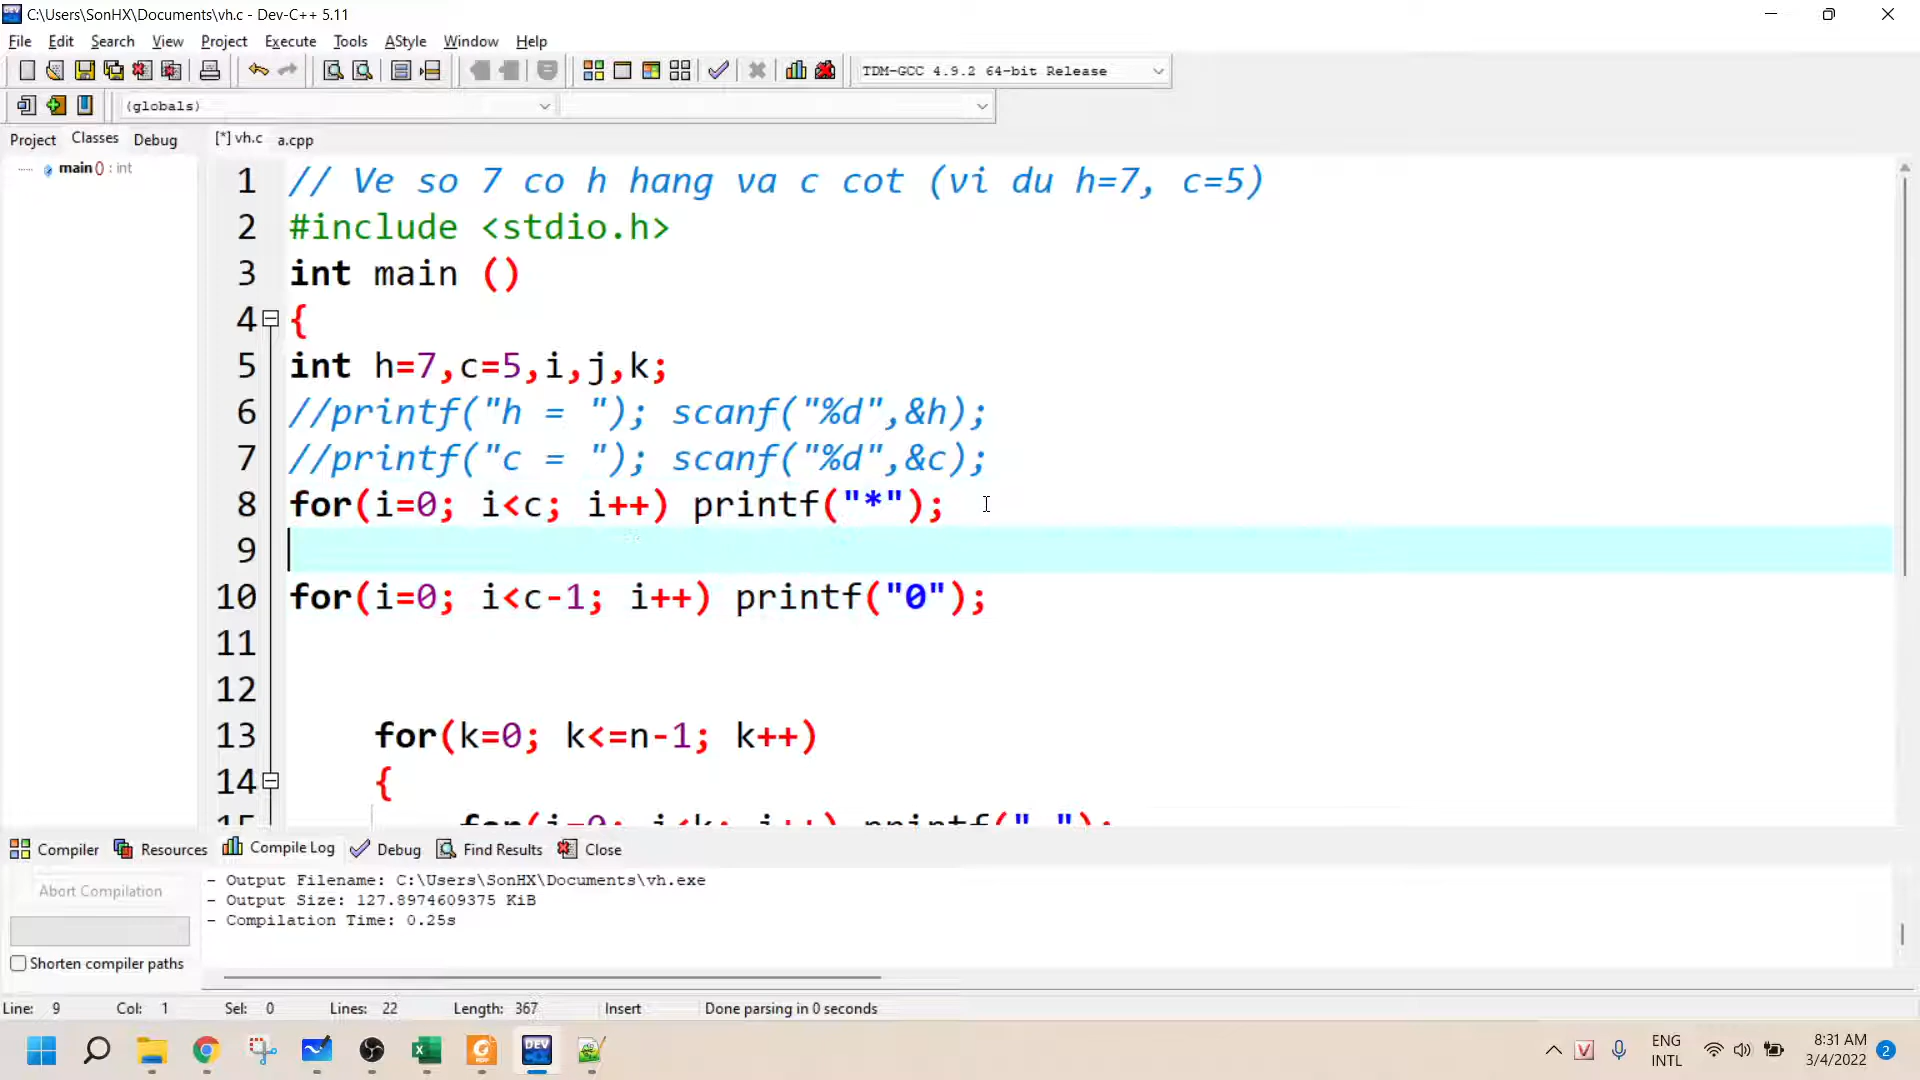 C:\Users\SonHX\Documents\vh.c - Dev-C++ 5.11
File Edit Search View Project Execute Tools AStyle Window Help
TDM-GCC 4.9.2 64-bit Release
(globals)
Project Classes Debug [*] vh.c a.cpp
main () : int
1 // Ve so 7 co h hang va c cot (vi du h=7, c=5)
2 #include <stdio.h>
3 int main ()
4 {
5 int h=7,c=5,i,j,k;
6 //printf("h = "); scanf("%d",&h);
7 //printf("c = "); scanf("%d",&c);
8 for(i=0; i<c; i++) printf("*");
9
10 for(i=0; i<c-1; i++) printf("0");
11
12
13 for(k=0; k<=n-1; k++)
14 {
15 for(i=0; i<k; i++) printf(" ");
Compiler Resources Compile Log Debug Find Results Close
Abort Compilation
Shorten compiler paths
- Output Filename: C:\Users\SonHX\Documents\vh.exe
- Output Size: 127.8974609375 KiB
- Compilation Time: 0.25s
Line: 9 Col: 1 Sel: 0 Lines: 22 Length: 367 Insert Done parsing in 0 seconds
DEV
ENG
INTL
8:31 AM
3/4/2022
2